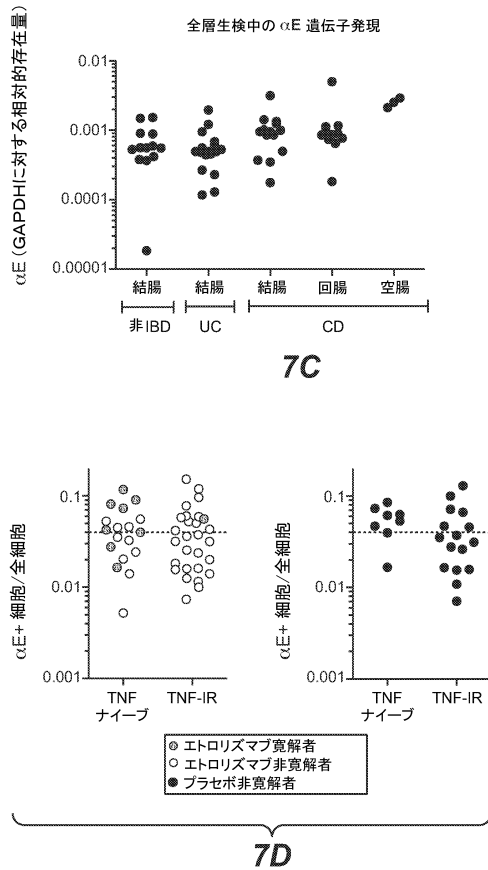 全層生検中の αE 遺伝子発現
αE (GAPDHに対する相対的存在量)
0.01
0.001
0.0001
0.00001
結腸 結腸 結腸 回腸 空腸
非IBD UC CD
7C
αE+ 細胞/全細胞
0.1
0.01
0.001
TNF
ナイーブ
TNF-IR
αE+ 細胞/全細胞
0.1
0.01
0.001
TNF
ナイーブ
TNF-IR
エトロリズマブ寛解者
エトロリズマブ非寛解者
プラセボ非寛解者
7D